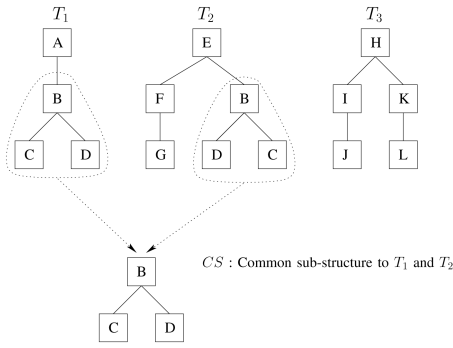 T₁ T₂ T₃
A E H
B F B I K
C D G D C J L
B
CS : Common sub-structure to T₁ and T₂
C D